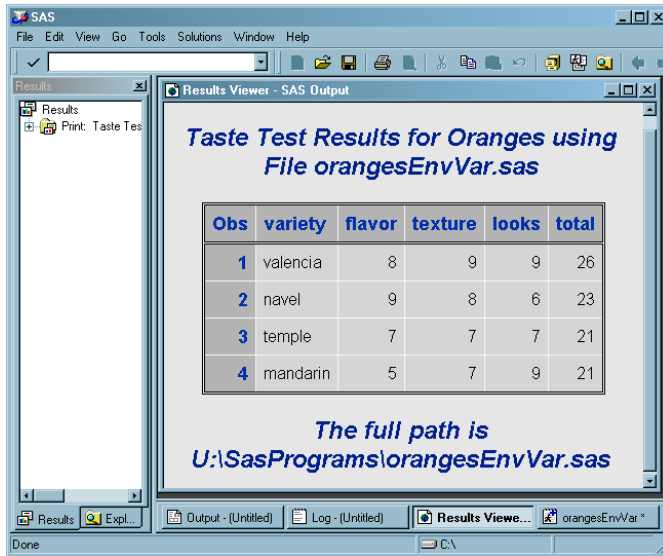 SAS
File Edit View Go Tools Solutions Window Help
Results
Results
Print: Taste Tes
Results Viewer - SAS Output
Taste Test Results for Oranges using
File orangesEnvVar.sas
Obs variety flavor texture looks total
1 valencia 8 9 9 26
2 navel 9 8 6 23
3 temple 7 7 7 21
4 mandarin 5 7 9 21
The full path is
U:\SasPrograms\orangesEnvVar.sas
Results Expl...
Output - (Untitled) Log - (Untitled) Results Viewe... orangesEnvVar *
Done C:\